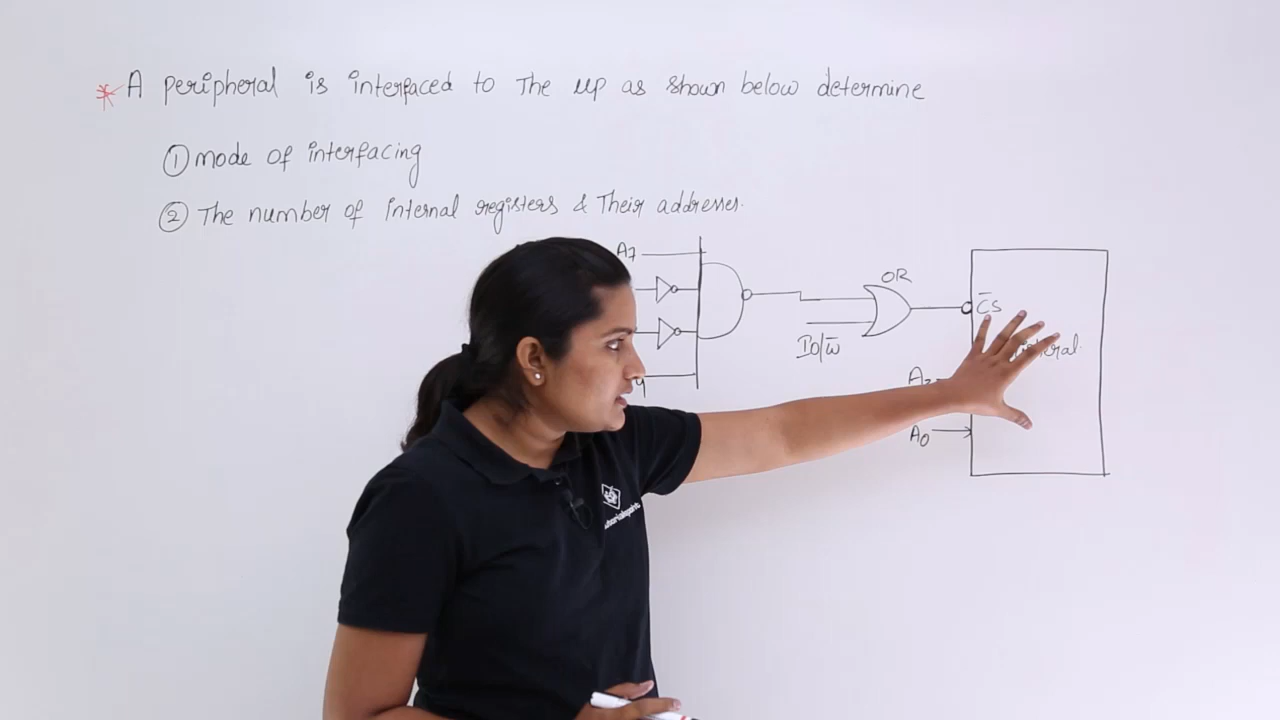 * A peripheral is interfaced to The up as shown below determine
① mode of interfacing
② The number of internal registers & Their addresses.
A7
OR
C̅S̅
IO/W̅
A0